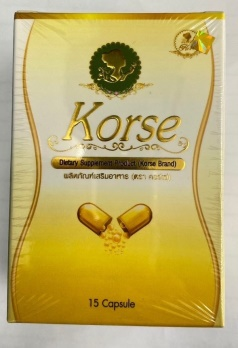 Korse
Dietary Supplement Product (Korse Brand)
ผลิตภัณฑ์เสริมอาหาร (ตรา คอร์เซ่)
15 Capsule